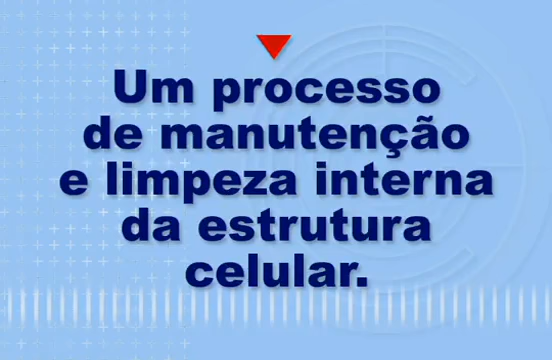 Um processo
de manutenção
e limpeza interna
da estrutura
celular.